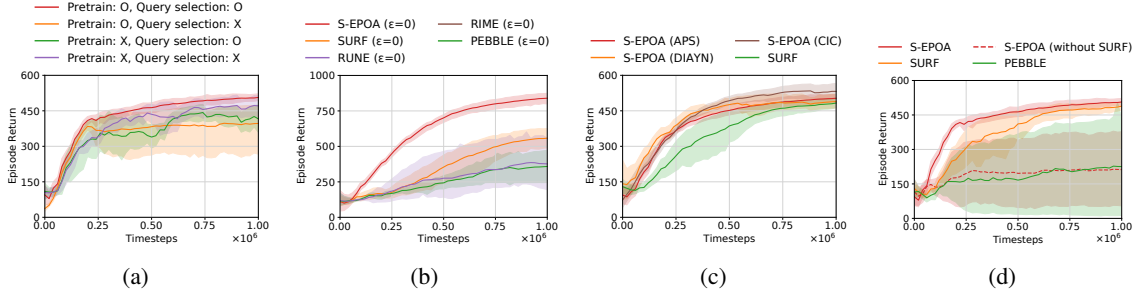 Pretrain: O, Query selection: O
Pretrain: O, Query selection: X
Pretrain: X, Query selection: O
Pretrain: X, Query selection: X
Episode Return
600
450
300
150
0
0.00 0.25 0.50 0.75 1.00
Timesteps
×10⁶
(a)
S-EPOA (ε=0) RIME (ε=0)
SURF (ε=0) PEBBLE (ε=0)
RUNE (ε=0)
Episode Return
1000
750
500
250
0
0.00 0.25 0.50 0.75 1.00
Timesteps
×10⁶
(b)
S-EPOA (APS) S-EPOA (CIC)
S-EPOA (DIAYN) SURF
Episode Return
600
450
300
150
0
0.00 0.25 0.50 0.75 1.00
Timesteps
×10⁶
(c)
S-EPOA S-EPOA (without SURF)
SURF PEBBLE
Episode Return
600
450
300
150
0
0.00 0.25 0.50 0.75 1.00
Timesteps
×10⁶
(d)